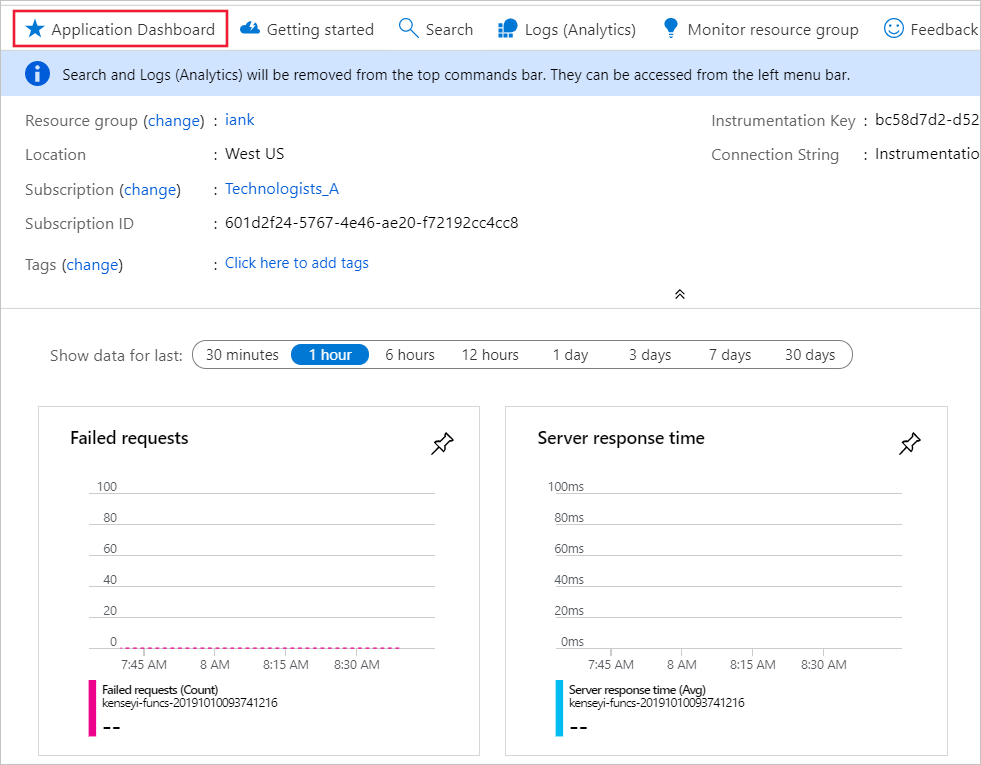 Application Dashboard Getting started Search Logs (Analytics) Monitor resource group Feedback
Search and Logs (Analytics) will be removed from the top commands bar. They can be accessed from the left menu bar.
Resource group (change) : iank
Instrumentation Key : bc58d7d2-d52
Location : West US
Connection String : Instrumentatio
Subscription (change) : Technologists_A
Subscription ID : 601d2f24-5767-4e46-ae20-f72192cc4cc8
Tags (change) : Click here to add tags
Show data for last: 30 minutes 1 hour 6 hours 12 hours 1 day 3 days 7 days 30 days
Failed requests
100
80
60
40
20
0
7:45 AM 8 AM 8:15 AM 8:30 AM
Failed requests (Count)
kenseyi-funcs-20191010093741216
--
Server response time
100ms
80ms
60ms
40ms
20ms
0ms
7:45 AM 8 AM 8:15 AM 8:30 AM
Server response time (Avg)
kenseyi-funcs-20191010093741216
--